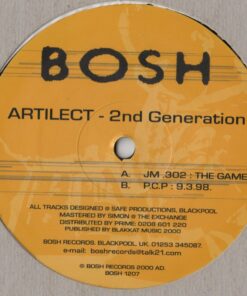 BOSH
ARTILECT - 2nd Generation
A. JM .302 : THE GAME
B. P.C.P : 9.3.98.
ALL TRACKS DESIGNED @ SAFE PRODUCTIONS, BLACKPOOL
MASTERED BY SIMON @ THE EXCHANGE
DISTRIBUTED BY PRIME: 0208 601 220
PUBLISHED BY BLAKKAT MUSIC 2000
BOSH RECORDS. BLACKPOOL, UK. 01253 345087.
e-mail: boshrecords@talk21.com
© BOSH RECORDS 2000 AD.
BOSH 1207